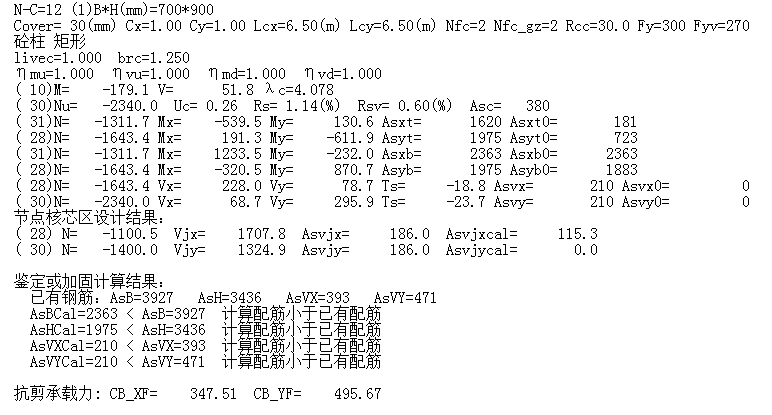 N-C=12 (1)B*H(mm)=700*900
Cover= 30(mm) Cx=1.00 Cy=1.00 Lcx=6.50(m) Lcy=6.50(m) Nfc=2 Nfc_gz=2 Rcc=30.0 Fy=300 Fyv=270
砼柱 矩形
livec=1.000 brc=1.250
ηmu=1.000 ηvu=1.000 ηmd=1.000 ηvd=1.000
( 10)M= -179.1 V= 51.8 λc=4.078
( 30)Nu= -2340.0 Uc= 0.26 Rs= 1.14(%) Rsv= 0.60(%) Asc= 380
( 31)N= -1311.7 Mx= -539.5 My= 130.6 Asxt= 1620 Asxt0= 181
( 28)N= -1643.4 Mx= 191.3 My= -611.9 Asyt= 1975 Asyt0= 723
( 31)N= -1311.7 Mx= 1233.5 My= -232.0 Asxb= 2363 Asxb0= 2363
( 28)N= -1643.4 Mx= -320.5 My= 870.7 Asyb= 1975 Asyb0= 1883
( 28)N= -1643.4 Vx= 228.0 Vy= 78.7 Ts= -18.8 Asvx= 210 Asvx0= 0
( 30)N= -2340.0 Vx= 68.7 Vy= 295.9 Ts= -23.7 Asvy= 210 Asvy0= 0
节点核芯区设计结果:
( 28) N= -1100.5 Vjx= 1707.8 Asvjx= 186.0 Asvjxcal= 115.3
( 30) N= -1400.0 Vjy= 1324.9 Asvjy= 186.0 Asvjycal= 0.0
鉴定或加固计算结果:
已有钢筋: AsB=3927 AsH=3436 AsVX=393 AsVY=471
AsBCal=2363 < AsB=3927 计算配筋小于已有配筋
AsHCal=1975 < AsH=3436 计算配筋小于已有配筋
AsVXCal=210 < AsVX=393 计算配筋小于已有配筋
AsVYCal=210 < AsVY=471 计算配筋小于已有配筋
抗剪承载力: CB_XF= 347.51 CB_YF= 495.67